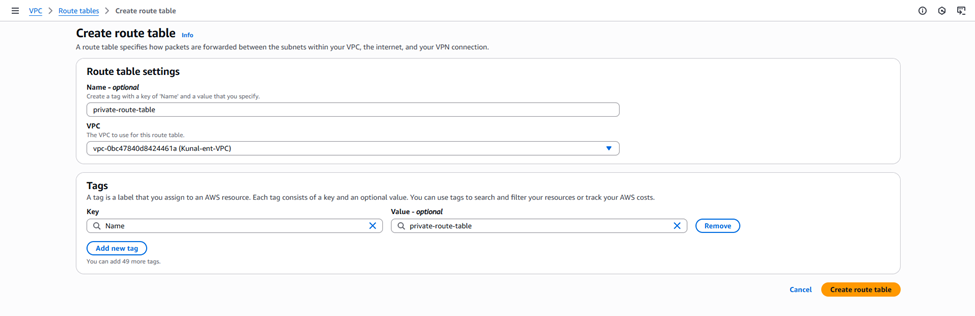 VPC > Route tables > Create route table
Create route table Info
A route table specifies how packets are forwarded between the subnets within your VPC, the internet, and your VPN connection.
Route table settings
Name - optional
Create a tag with a key of 'Name' and a value that you specify.
private-route-table
VPC
The VPC to use for this route table.
vpc-0bc47840d8424461a (Kunal-ent-VPC)
Tags
A tag is a label that you assign to an AWS resource. Each tag consists of a key and an optional value. You can use tags to search and filter your resources or track your AWS costs.
Key Value - optional
Name private-route-table Remove
Add new tag
You can add 49 more tags.
Cancel Create route table